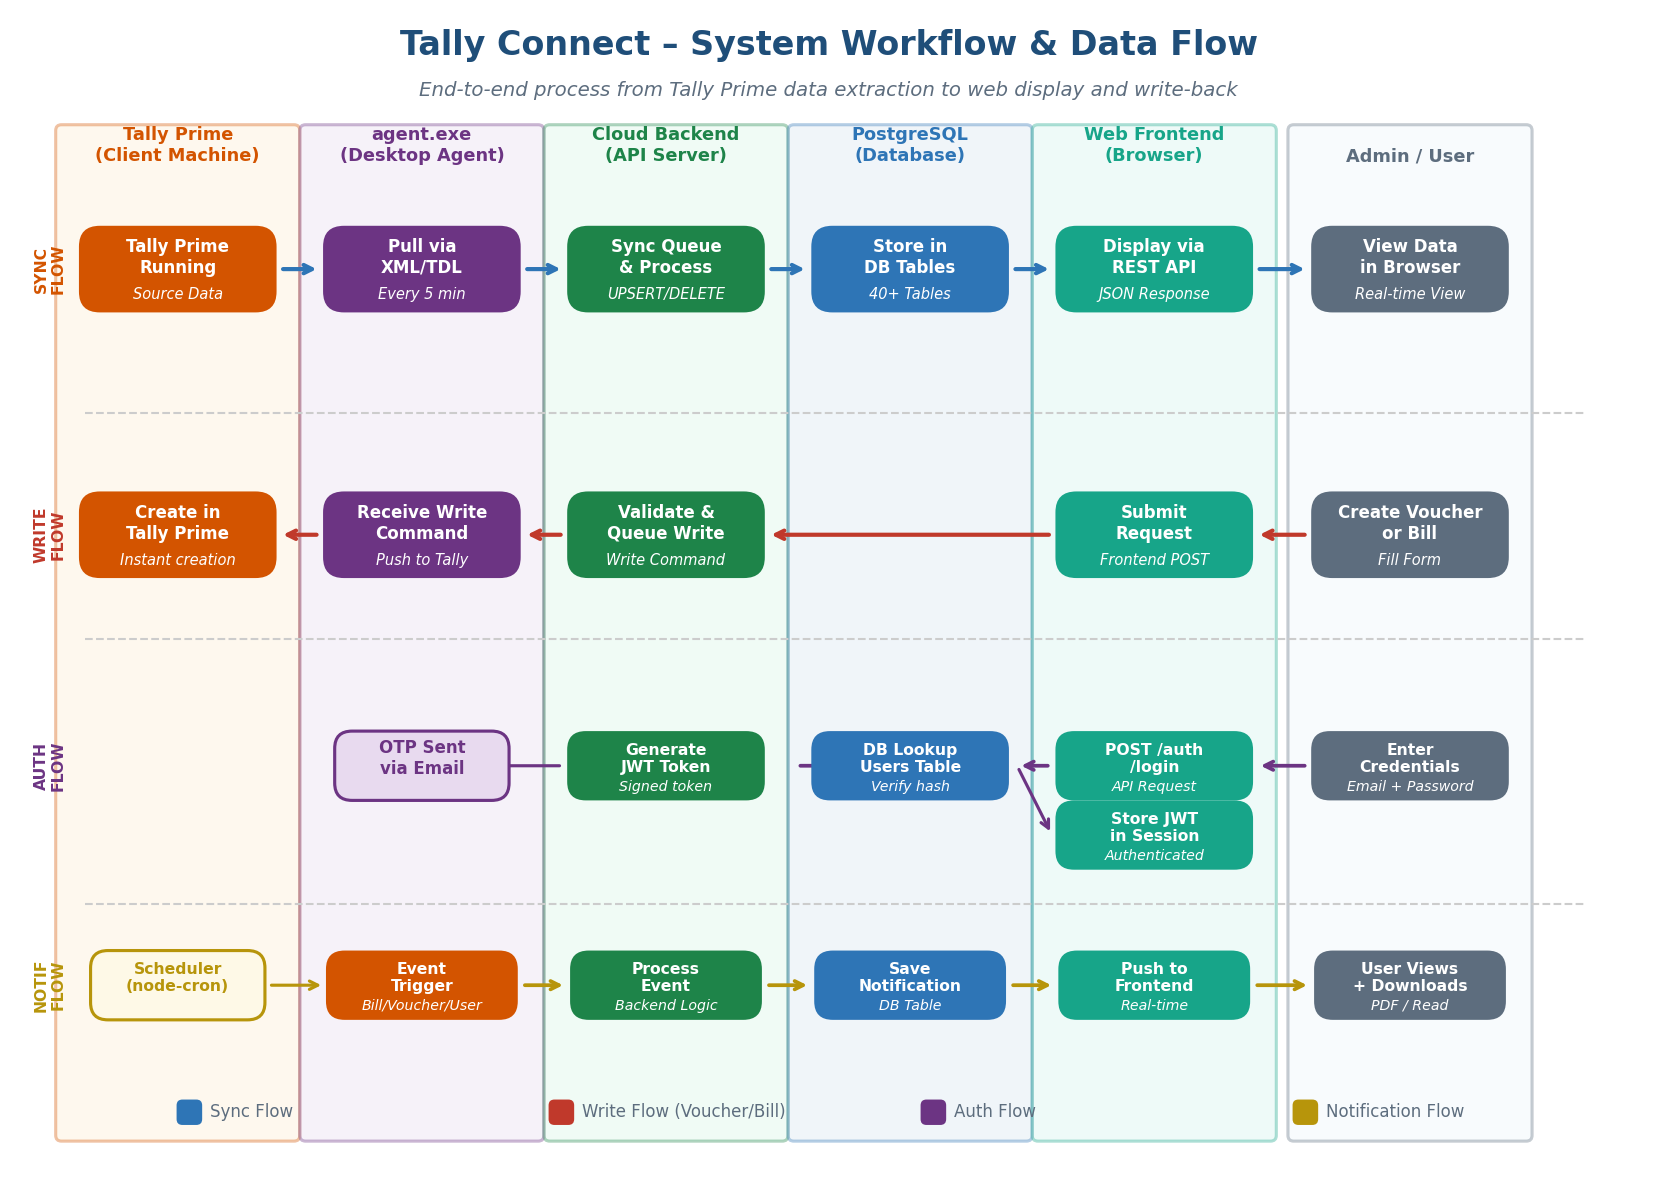 Tally Connect – System Workflow & Data Flow
End-to-end process from Tally Prime data extraction to web display and write-back
Tally Prime
(Client Machine)
agent.exe
(Desktop Agent)
Cloud Backend
(API Server)
PostgreSQL
(Database)
Web Frontend
(Browser)
Admin / User
SYNC
FLOW
Tally Prime
Running
Source Data
Pull via
XML/TDL
Every 5 min
Sync Queue
& Process
UPSERT/DELETE
Store in
DB Tables
40+ Tables
Display via
REST API
JSON Response
View Data
in Browser
Real-time View
WRITE
FLOW
Create in
Tally Prime
Instant creation
Receive Write
Command
Push to Tally
Validate &
Queue Write
Write Command
Submit
Request
Frontend POST
Create Voucher
or Bill
Fill Form
AUTH
FLOW
OTP Sent
via Email
Generate
JWT Token
Signed token
DB Lookup
Users Table
Verify hash
POST /auth
/login
API Request
Enter
Credentials
Email + Password
Store JWT
in Session
Authenticated
NOTIF
FLOW
Scheduler
(node-cron)
Event
Trigger
Bill/Voucher/User
Process
Event
Backend Logic
Save
Notification
DB Table
Push to
Frontend
Real-time
User Views
+ Downloads
PDF / Read
Sync Flow
Write Flow (Voucher/Bill)
Auth Flow
Notification Flow